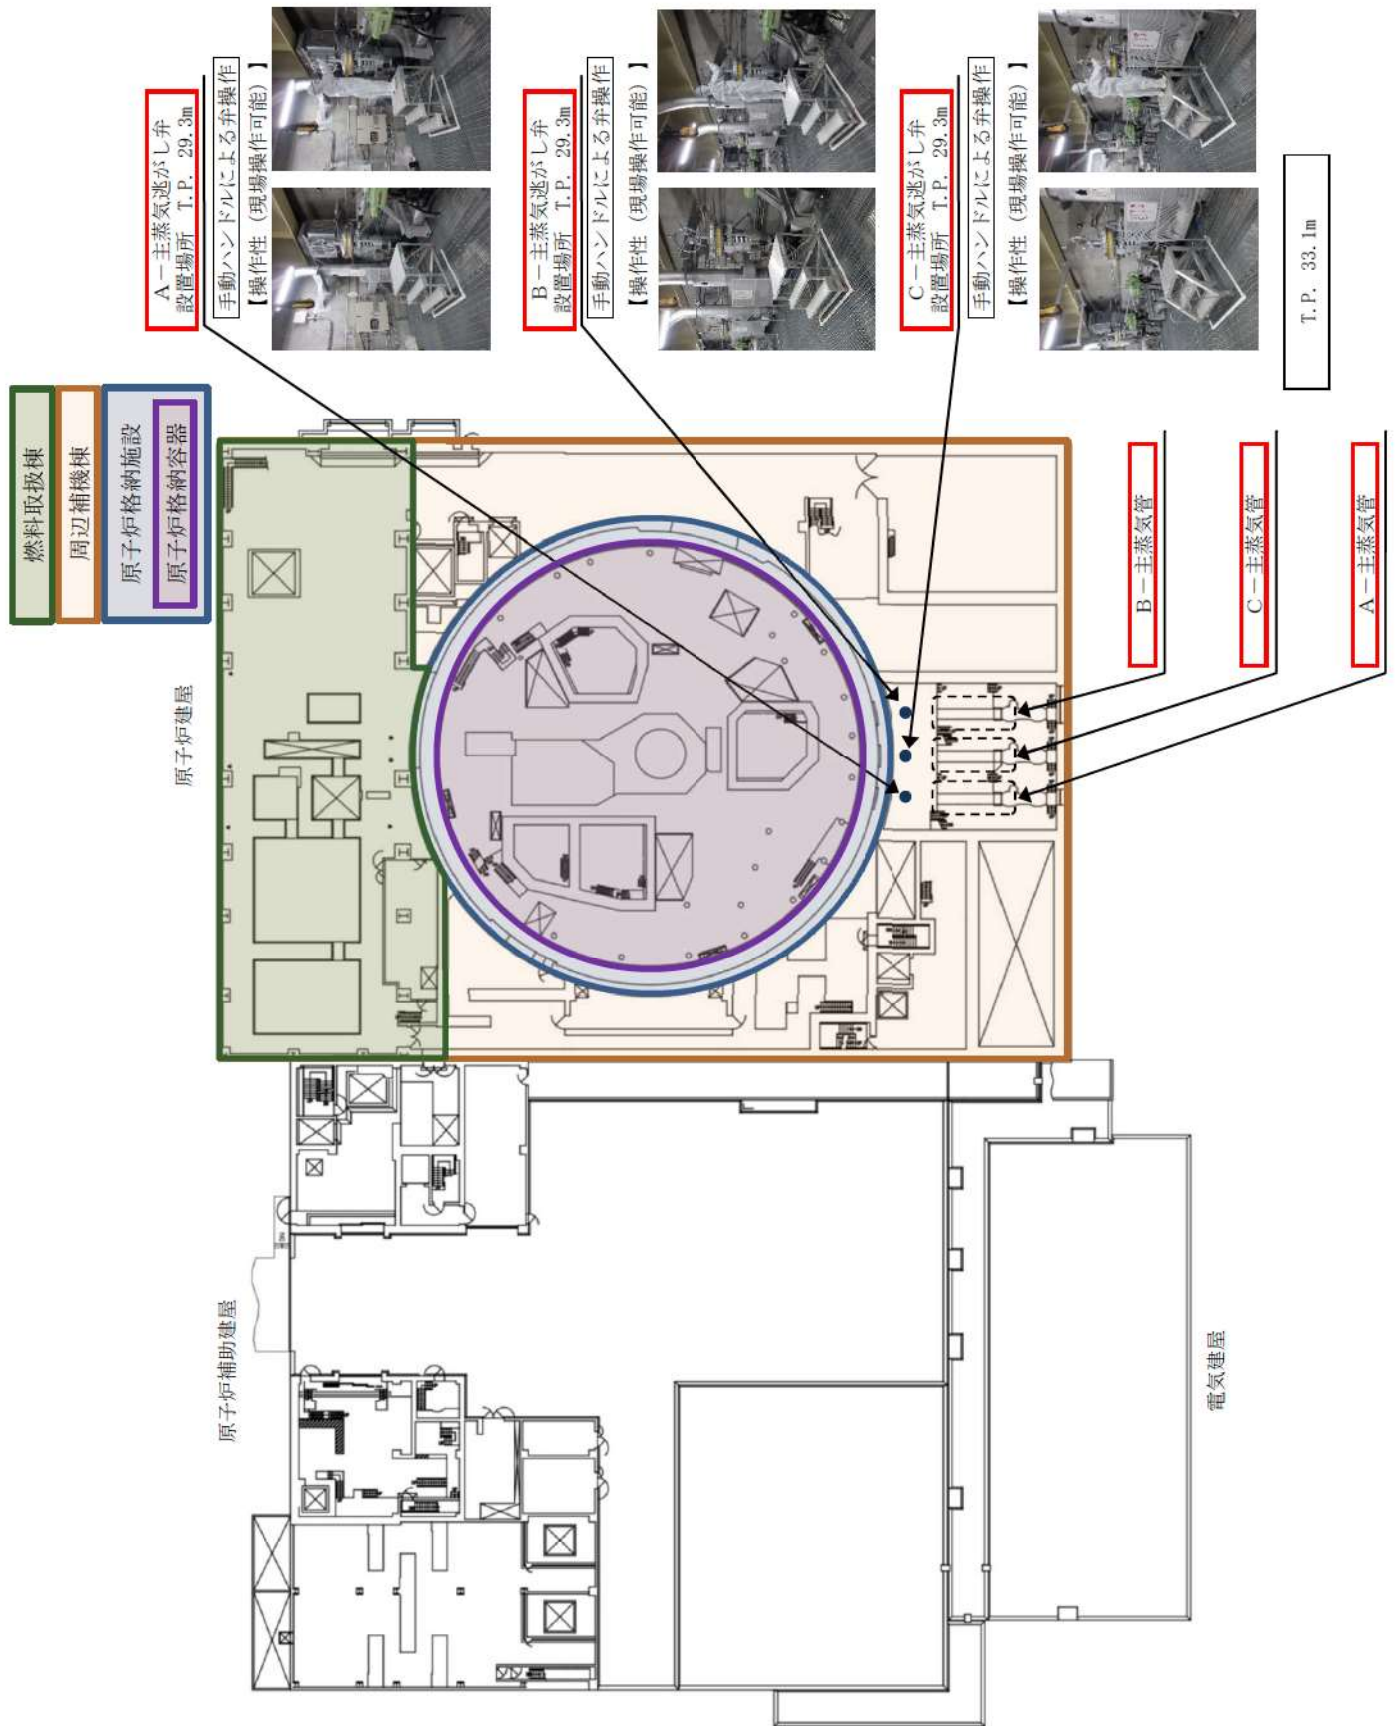 燃料取扱棟
周辺補機棟
原子炉格納施設
原子炉格納容器
原子炉建屋
原子炉補助建屋
電気建屋
A－主蒸気逃がし弁
設置場所 T.P. 29.3m
手動ハンドルによる弁操作
【操作性（現場操作可能）】
B－主蒸気逃がし弁
設置場所 T.P. 29.3m
手動ハンドルによる弁操作
【操作性（現場操作可能）】
C－主蒸気逃がし弁
設置場所 T.P. 29.3m
手動ハンドルによる弁操作
【操作性（現場操作可能）】
T.P. 33.1m
B－主蒸気管
C－主蒸気管
A－主蒸気管